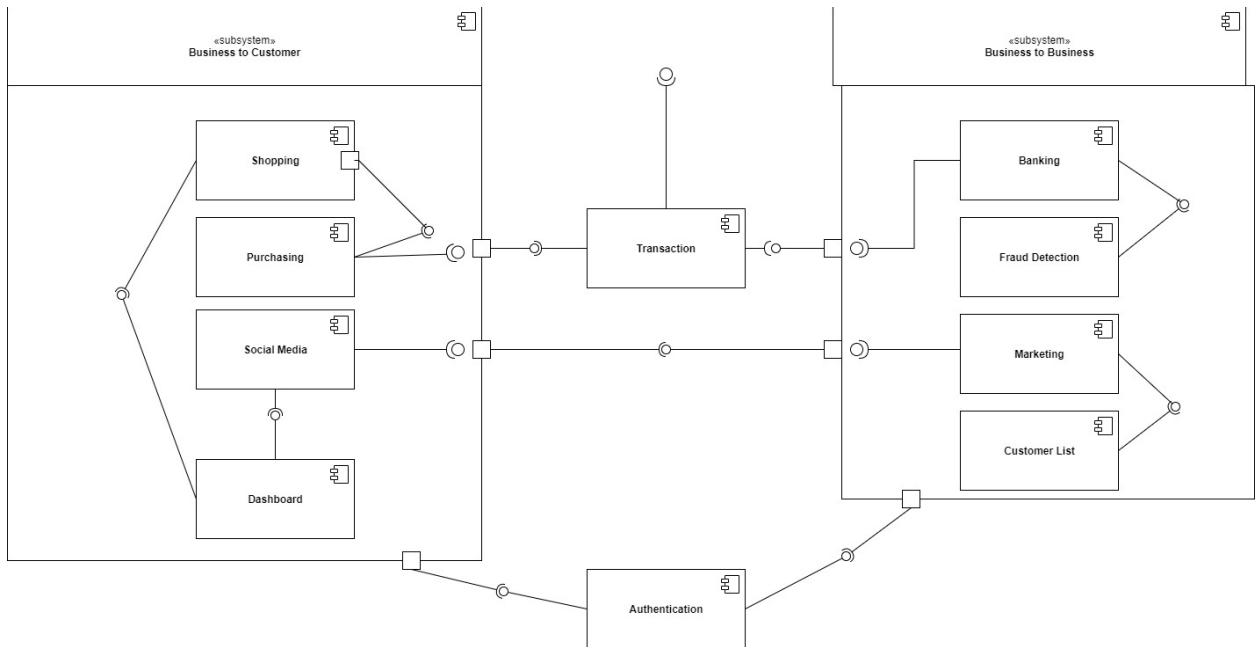 «subsystem»
Business to Customer
«subsystem»
Business to Business
Shopping
Purchasing
Social Media
Dashboard
Transaction
Authentication
Banking
Fraud Detection
Marketing
Customer List